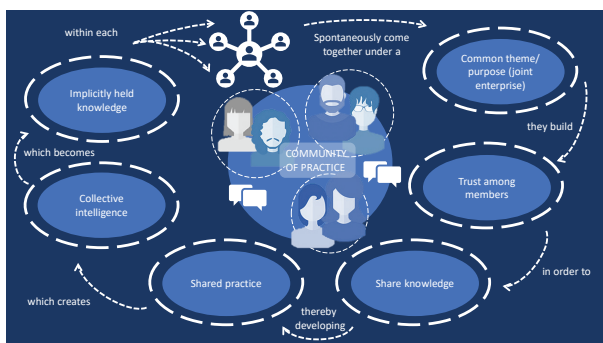 within each
Spontaneously come
together under a
Common theme/
purpose (joint
enterprise)
they build
Trust among
members
in order to
Share knowledge
thereby
developing
Shared practice
which creates
Collective
intelligence
which becomes
Implicitly held
knowledge
COMMUNITY
OF PRACTICE